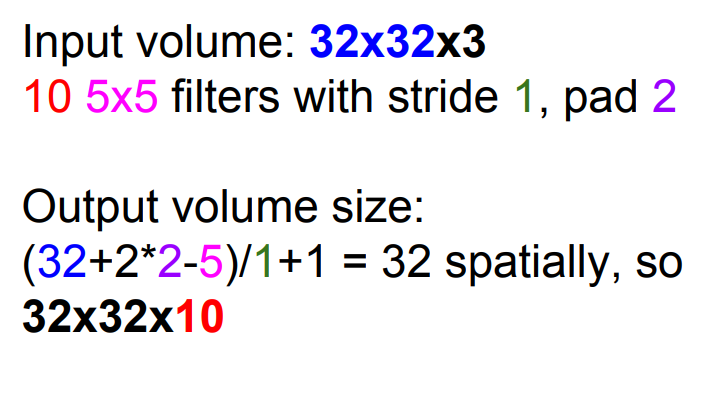 Input volume: 32x32x3
10 5x5 filters with stride 1, pad 2
Output volume size:
(32+2*2-5)/1+1 = 32 spatially, so
32x32x10